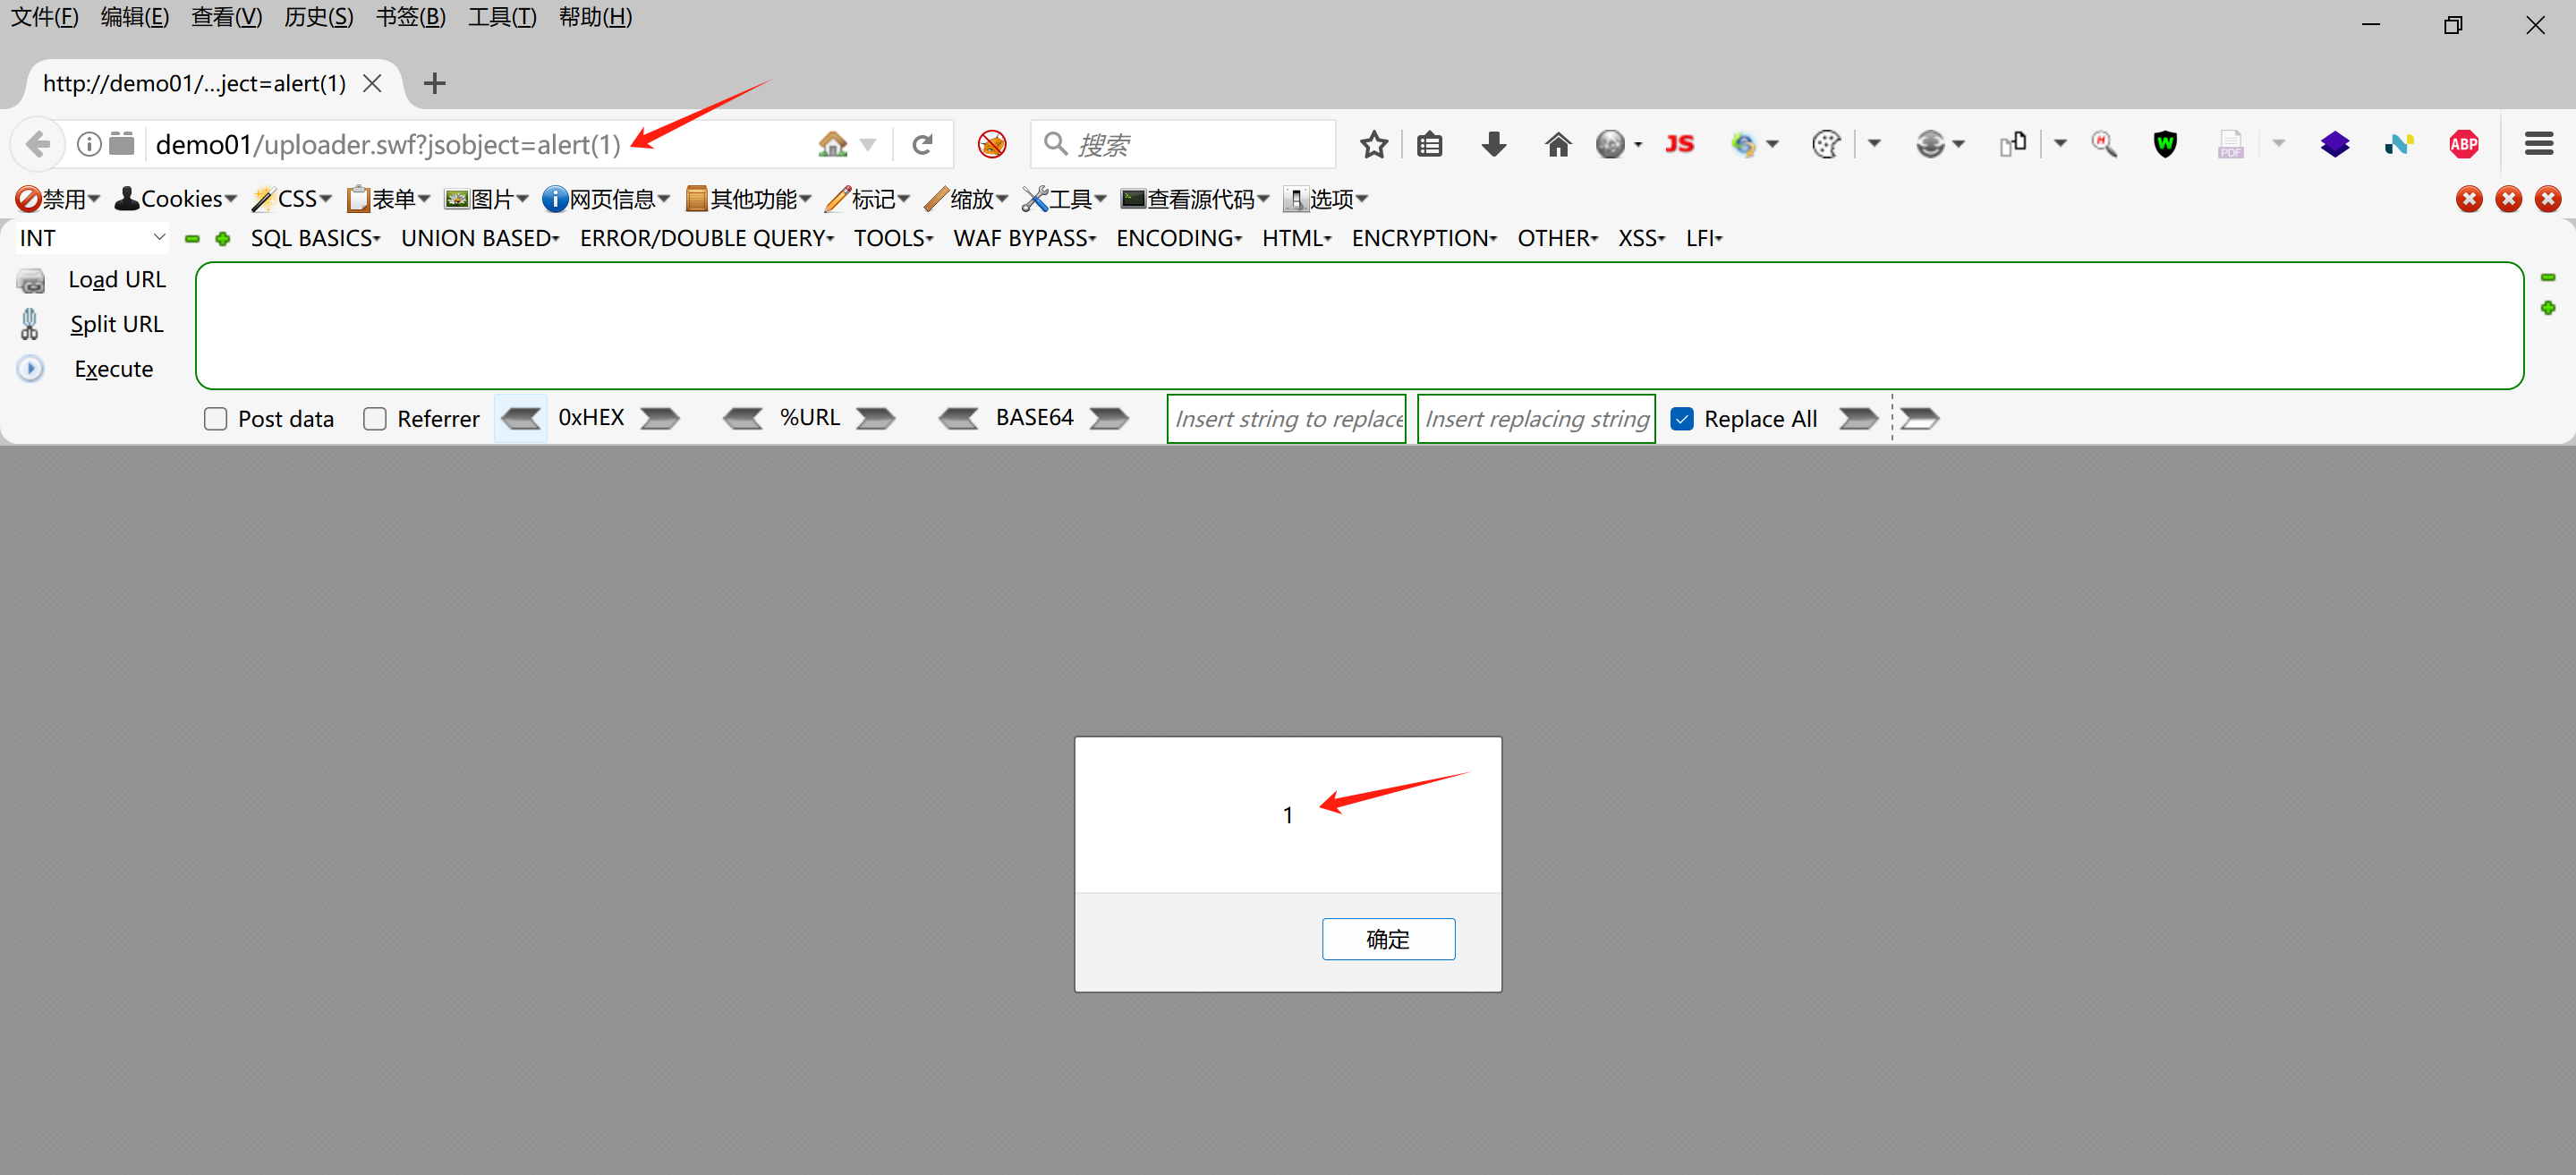 文件(F) 编辑(E) 查看(V) 历史(S) 书签(B) 工具(T) 帮助(H)
http://demo01/...ject=alert(1)
demo01/uploader.swf?jsobject=alert(1) 搜索 JS W PDF ABP
禁用 Cookies CSS 表单 图片 网页信息 其他功能 标记 缩放 工具 查看源代码 选项
INT SQL BASICS UNION BASED ERROR/DOUBLE QUERY TOOLS WAF BYPASS ENCODING HTML ENCRYPTION OTHER XSS LFI
Load URL
Split URL
Execute
Post data Referrer 0xHEX %URL BASE64 Insert string to replace Insert replacing string Replace All
1
确定